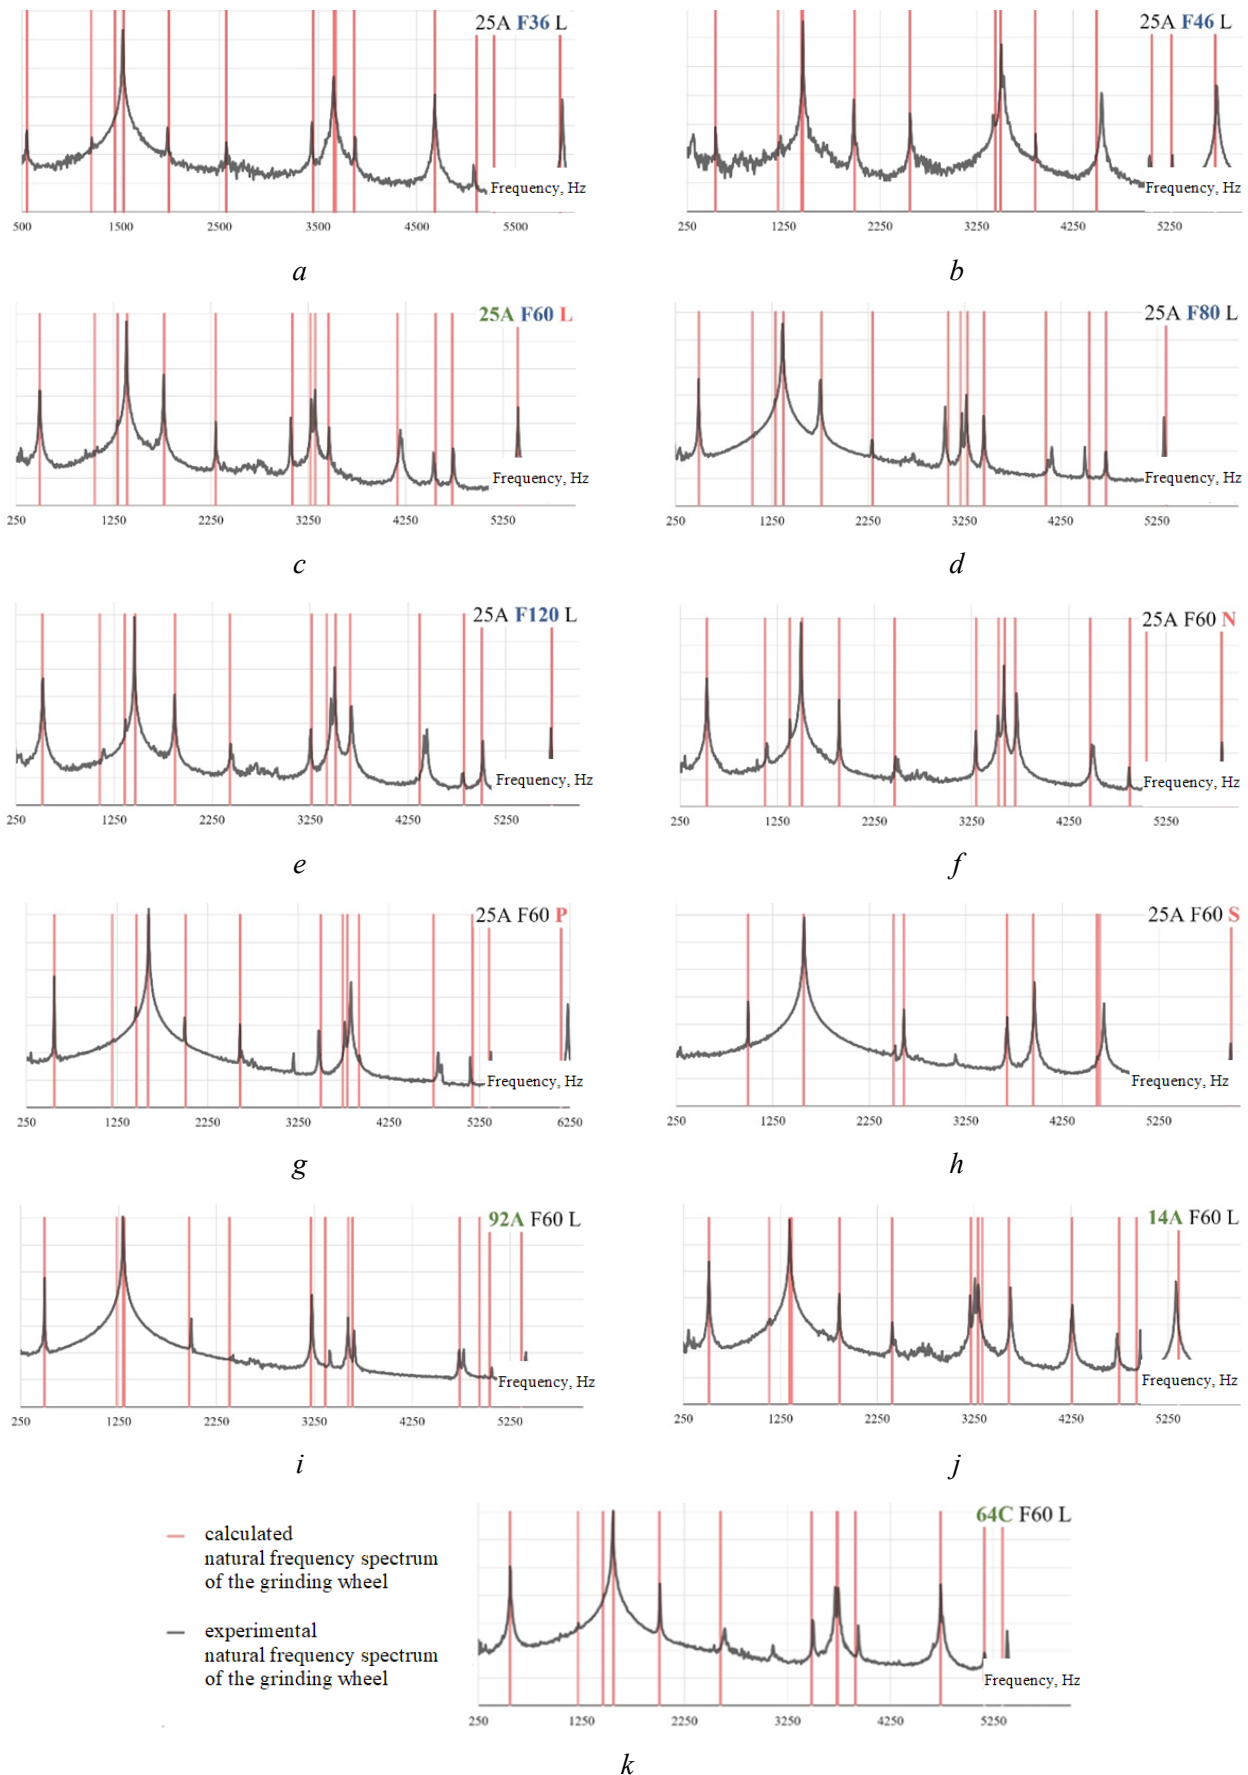 25A F36 L
Frequency, Hz
500 1500 2500 3500 4500 5500
a
25A F46 L
Frequency, Hz
250 1250 2250 3250 4250 5250
b
25A F60 L
Frequency, Hz
250 1250 2250 3250 4250 5250
c
25A F80 L
Frequency, Hz
250 1250 2250 3250 4250 5250
d
25A F120 L
Frequency, Hz
250 1250 2250 3250 4250 5250
e
25A F60 N
Frequency, Hz
250 1250 2250 3250 4250 5250
f
25A F60 P
Frequency, Hz
250 1250 2250 3250 4250 5250 6250
g
25A F60 S
Frequency, Hz
250 1250 2250 3250 4250 5250
h
92A F60 L
Frequency, Hz
250 1250 2250 3250 4250 5250
i
14A F60 L
Frequency, Hz
250 1250 2250 3250 4250 5250
j
calculated
natural frequency spectrum
of the grinding wheel
experimental
natural frequency spectrum
of the grinding wheel
64C F60 L
Frequency, Hz
250 1250 2250 3250 4250 5250
k